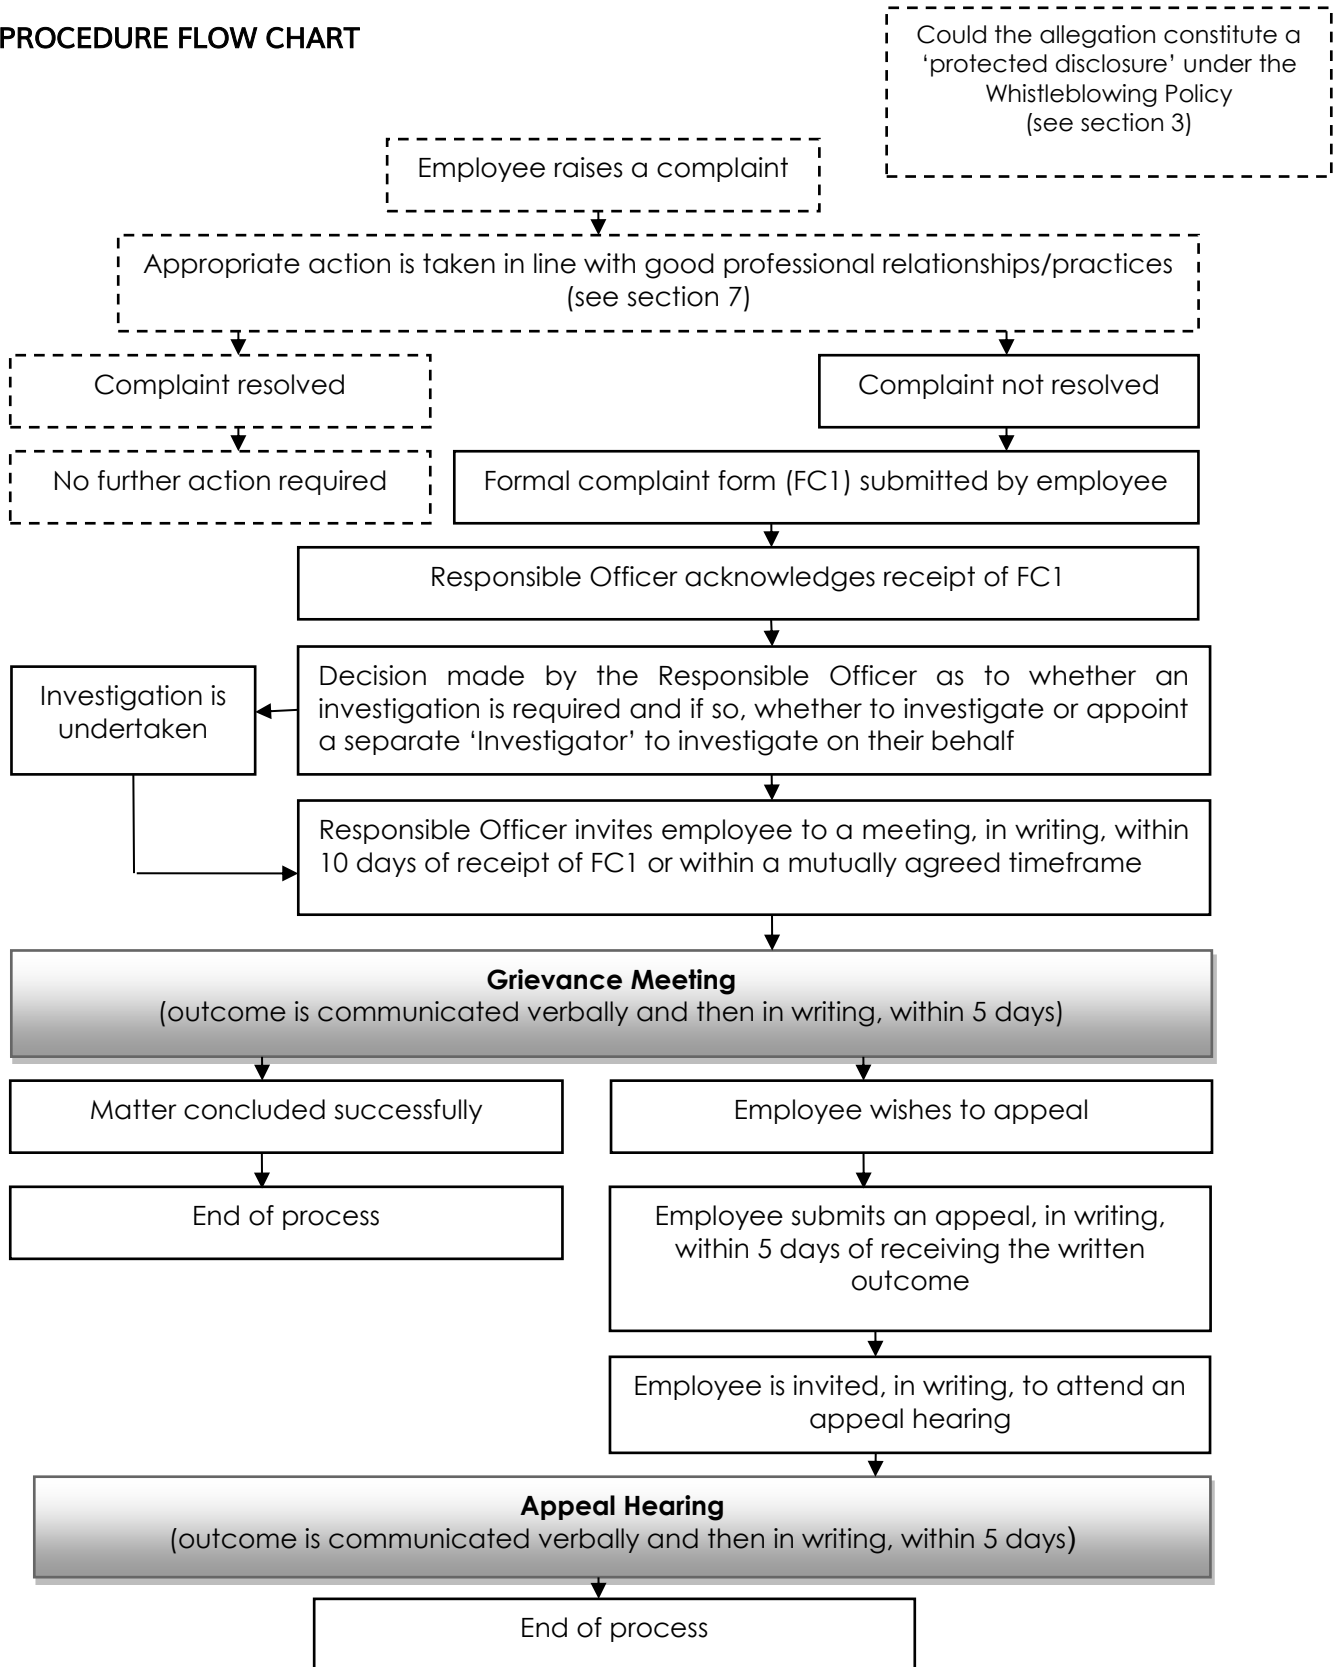 PROCEDURE FLOW CHART
Could the allegation constitute a
‘protected disclosure’ under the
Whistleblowing Policy
(see section 3)
Employee raises a complaint
Appropriate action is taken in line with good professional relationships/practices
(see section 7)
Complaint resolved
Complaint not resolved
No further action required
Formal complaint form (FC1) submitted by employee
Responsible Officer acknowledges receipt of FC1
Investigation is
undertaken
Decision made by the Responsible Officer as to whether an
investigation is required and if so, whether to investigate or appoint
a separate ‘Investigator’ to investigate on their behalf
Responsible Officer invites employee to a meeting, in writing, within
10 days of receipt of FC1 or within a mutually agreed timeframe
Grievance Meeting
(outcome is communicated verbally and then in writing, within 5 days)
Matter concluded successfully
Employee wishes to appeal
End of process
Employee submits an appeal, in writing,
within 5 days of receiving the written
outcome
Employee is invited, in writing, to attend an
appeal hearing
Appeal Hearing
(outcome is communicated verbally and then in writing, within 5 days)
End of process